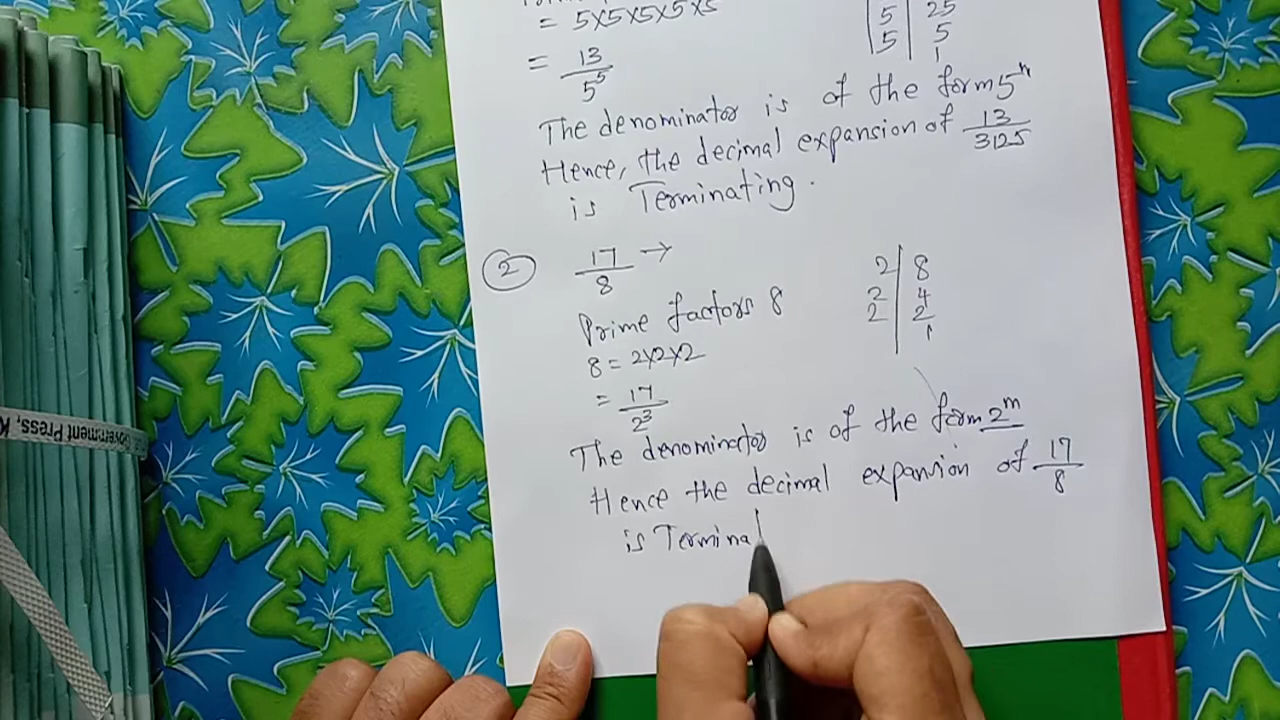 = 5×5×5×5×5
5 | 25
5 | 5
1
= 13/5⁵
The denominator is of the form 5ⁿ
Hence, the decimal expansion of 13/3125
is Terminating.
② 17/8 →
2 | 8
2 | 4
2 | 2
1
Prime factors 8
8 = 2×2×2
= 17/2³
The denominator is of the form 2ᵐ
Hence the decimal expansion of 17/8
is Termina
Government Press, K